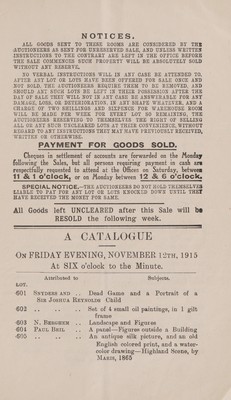 NOTICES.
ALL GOODS SENT TO THESE ROOMS ARE CONSIDERED BY THE
AUCTIONEERS AS SENT FOR UNRESERVED SALE, AND UNLESS WRITTEN
INSTRUCTIONS TO THE CONTRARY ARE LEFT IN THE OFFICE BEFORE
THE SALE COMMENCES SUCH PROPERTY WILL BE ABSOLUTELY SOLD
WITHOUT ANY RESERVE.
NO VERBAL INSTRUCTIONS WILL IN ANY CASE BE ATTENDED TO.
AFTER ANY LOT OR LOTS HAVE BEEN OFFERED FOR SALE ONCE AND
NOT SOLD, THE AUCTIONEERS REQUIRE THEM TO BE REMOVED, AND
SHOULD ANY SUCH LOTS BE LEFT IN THEIR POSSESSION AFTER THE
DAY OF SALE THEY WILL NOT IN ANY CASE BE ANSWERABLE FOR ANY
DAMAGE, LOSS, OR DETERIORATION, IN ANY SHAPE WHATEVER, AND A
CHARGE OF TWO SHILLINGS AND SIXPENCE FOR WAREHOUSE ROOM
WILL BE MADE PER WEEK FOR EVERY LOT SO REMAINING, THE
AUCTIONEERS RESERVING TO THEMSELVES THE RIGHT OF SELLING
ALL OR ANY SUCH UNCLEARED LOTS AT THEIR CONVENIENCE, WITHOUT
REGARD TO ANY INSTRUCTIONS THEY MAY HAVE PREVIOUSLY RECEIVED,
WRITTEN OR OTHERWISE.
PAYMENT FOR GOODS SOLD.
Cheques in settlement of accounts are forwarded on the Monday
following the Sales, but all persons requiring payment in cash are
respectfully requested to attend at the Offices on Saturday, between
11 & 1 o'clock, or on Monday between 12 & 6 o'clock.
SPECIAL NOTICE.—THE AUCTIONEERS DO NOT HOLD THEMSELVES
LIABLE TO PAY FOR ANY LOT OR LOTS KNOCKED DOWN UNTIL THEY
HAVE RECEIVED THE MONEY FOR SAME.
All Goods left UNCLEARED after this Sale will be
RESOLD the following week.
A CATALOGUE
ON FRIDAY EVENING, NOVEMBER 12TH, 1915
At SIX o'clock to the Minute.
Attributed to Subjects.
LOT.
601 SNYDERS AND .. Dead Game and a Portrait of a
SIR JOSHUA REYNOLDS Child
602 .. .. .. Set of 4 small oil paintings, in 1 gilt
frame
603 N. BERGHEM .. Landscape and Figures
604 PAUL BRIL .. A panel—Figures outside a Building
605 .. .. .. An antique silk picture, and an old
English colored print, and a water-
color drawing—Highland Scene, by
MARIS, 1865